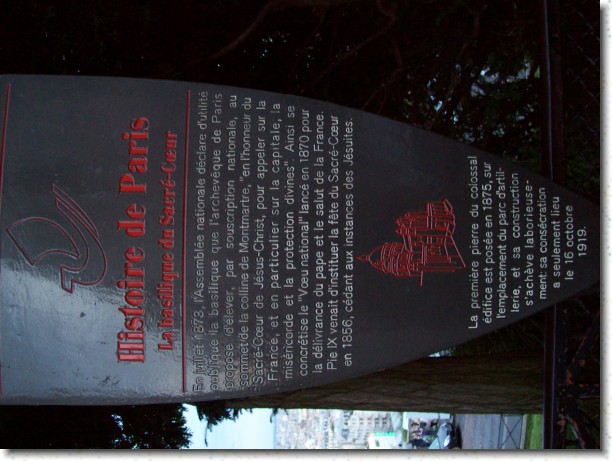 Histoire de Paris
La basilique du Sacré-Cœur
En juillet 1873, l'Assemblée nationale déclare d'utilité
publique la basilique "que l'archevêque de Paris
propose d'élever, par souscription nationale, au
sommet de la colline de Montmartre, "en l'honneur du
Sacré-Cœur de Jésus-Christ, pour appeler sur la
France, et en particulier sur la capitale, la
miséricorde et la protection divines". Ainsi se
concrétise le "Vœu national" lancé en 1870 pour
la délivrance du pape et le salut de la France.
Pie IX venait d'instituer la fête du Sacré-Cœur
en 1856, cédant aux instances des Jésuites.
La première pierre du colossal
édifice est posée en 1875, sur
l'emplacement du parc d'artil-
lerie, et sa construction
s'achève laborieuse-
ment: sa consécration
a seulement lieu
le 16 octobre
1919.